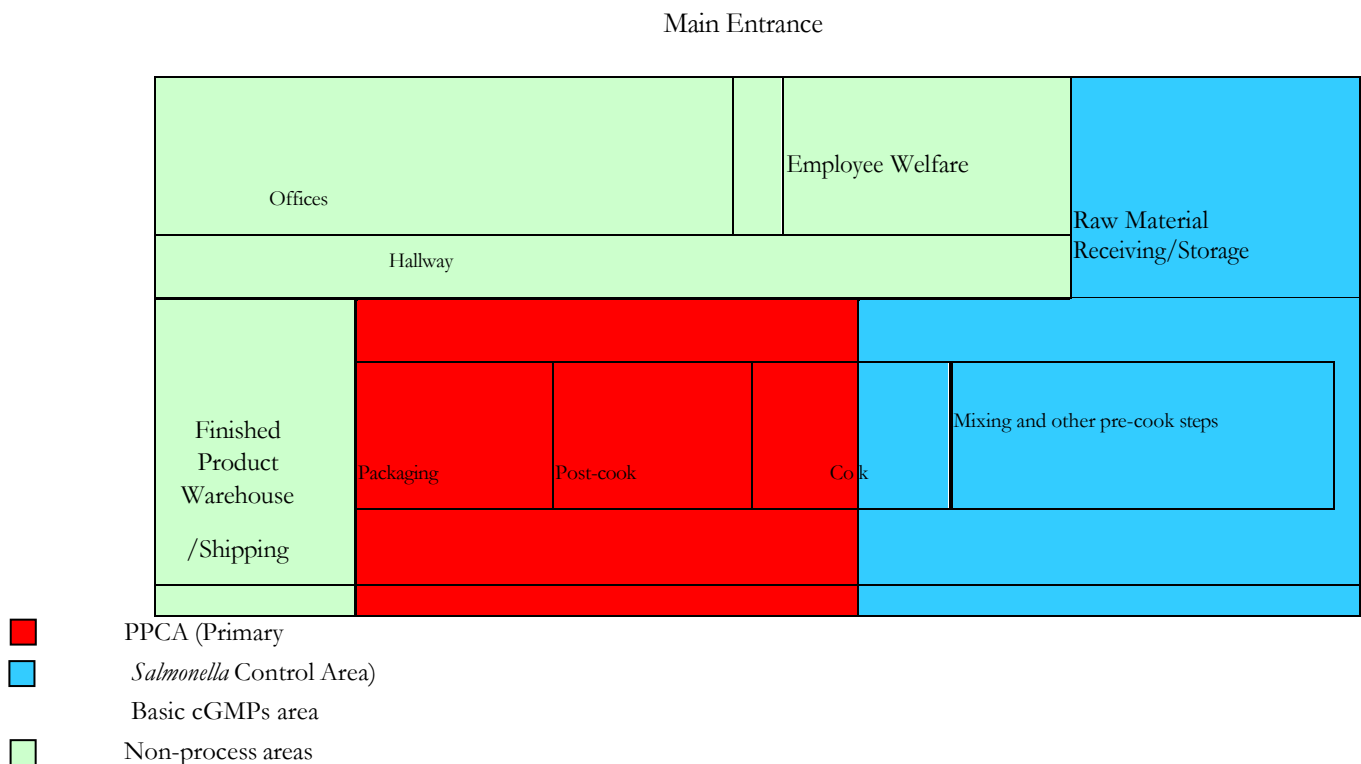 Main Entrance
Employee Welfare
Offices
Raw Material
Receiving/Storage
Hallway
Finished
Product
Warehouse
/Shipping
Packaging
Post-cook
Cook
Mixing and other pre-cook steps
PPCA (Primary
Salmonella Control Area)
Basic cGMPs area
Non-process areas